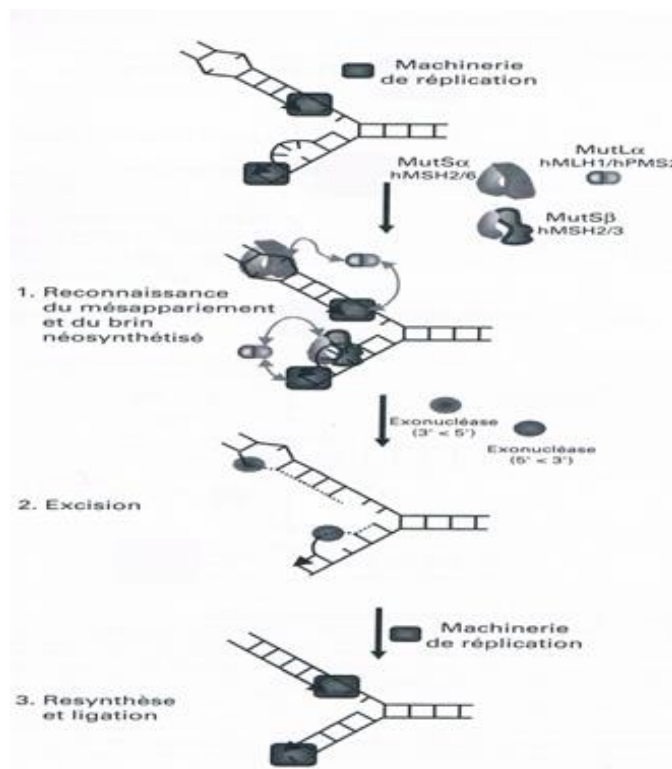 Machinerie
de réplication
MutSα
hMSH2/6
MutLα
hMLH1/hPMS2
MutSβ
hMSH2/3
1. Reconnaissance
du mésappariement
et du brin
néosynthétisé
Exonucléase
(3' < 5')
Exonucléase
(5' < 3')
2. Excision
Machinerie
de réplication
3. Resynthèse
et ligation